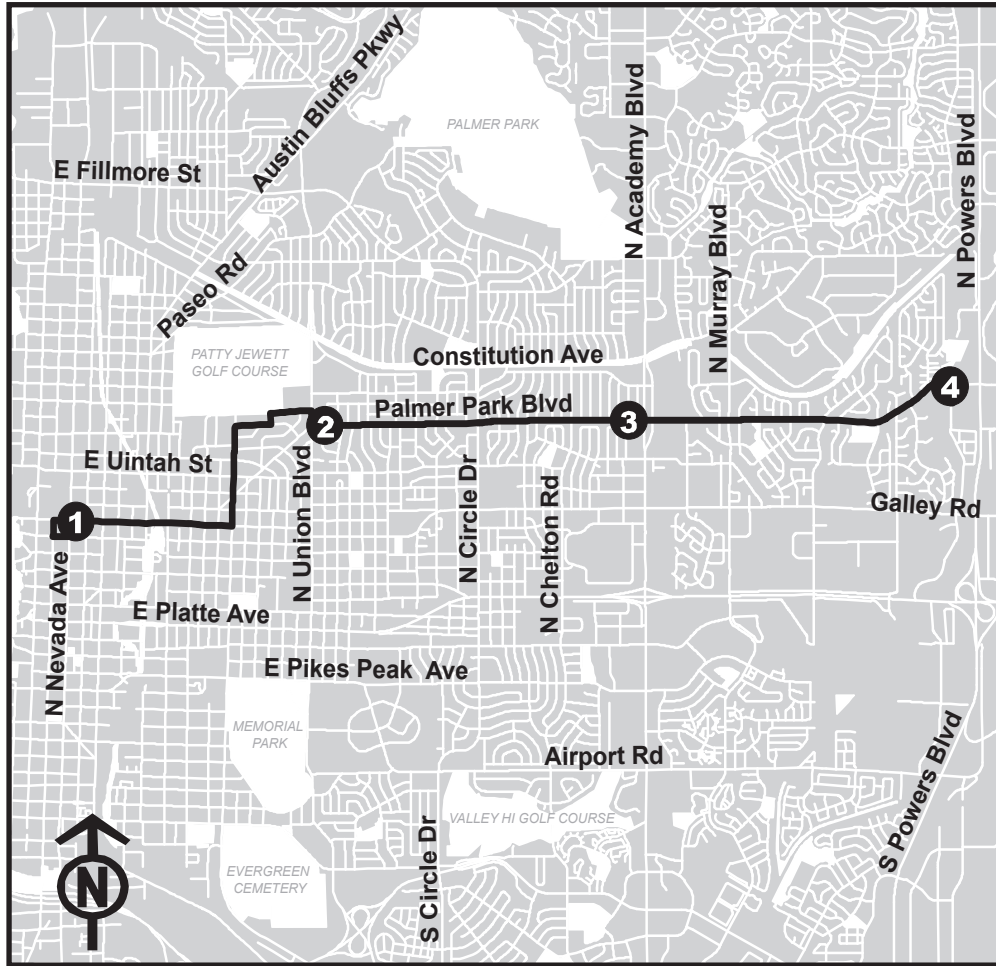 Austin Bluffs Pkwy
PALMER PARK
N Academy Blvd
N Powers Blvd
E Fillmore St
N Murray Blvd
Paseo Rd
PATTY JEWETT
GOLF COURSE
Constitution Ave
Palmer Park Blvd
4
2
3
E Uintah St
N Union Blvd
N Circle Dr
N Chelton Rd
Galley Rd
1
N Nevada Ave
E Platte Ave
E Pikes Peak Ave
MEMORIAL
PARK
Airport Rd
S Powers Blvd
VALLEY HI GOLF COURSE
S Circle Dr
EVERGREEN
CEMETERY
N